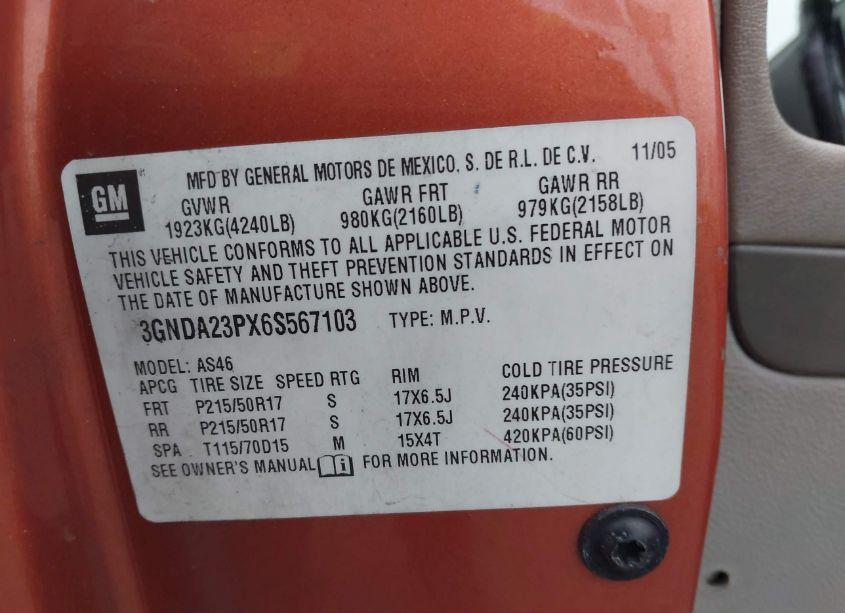 GM
MFD BY GENERAL MOTORS DE MEXICO, S. DE R.L. DE C.V. 11/05
GVWR GAWR FRT GAWR RR
1923KG(4240LB) 980KG(2160LB) 979KG(2158LB)
THIS VEHICLE CONFORMS TO ALL APPLICABLE U.S. FEDERAL MOTOR
VEHICLE SAFETY AND THEFT PREVENTION STANDARDS IN EFFECT ON
THE DATE OF MANUFACTURE SHOWN ABOVE.
3GNDA23PX6S567103 TYPE: M.P.V.
MODEL: AS46
APCG TIRE SIZE SPEED RTG RIM COLD TIRE PRESSURE
FRT P215/50R17 S 17X6.5J 240KPA(35PSI)
RR P215/50R17 S 17X6.5J 240KPA(35PSI)
SPA T115/70D15 M 15X4T 420KPA(60PSI)
SEE OWNER'S MANUAL i FOR MORE INFORMATION.